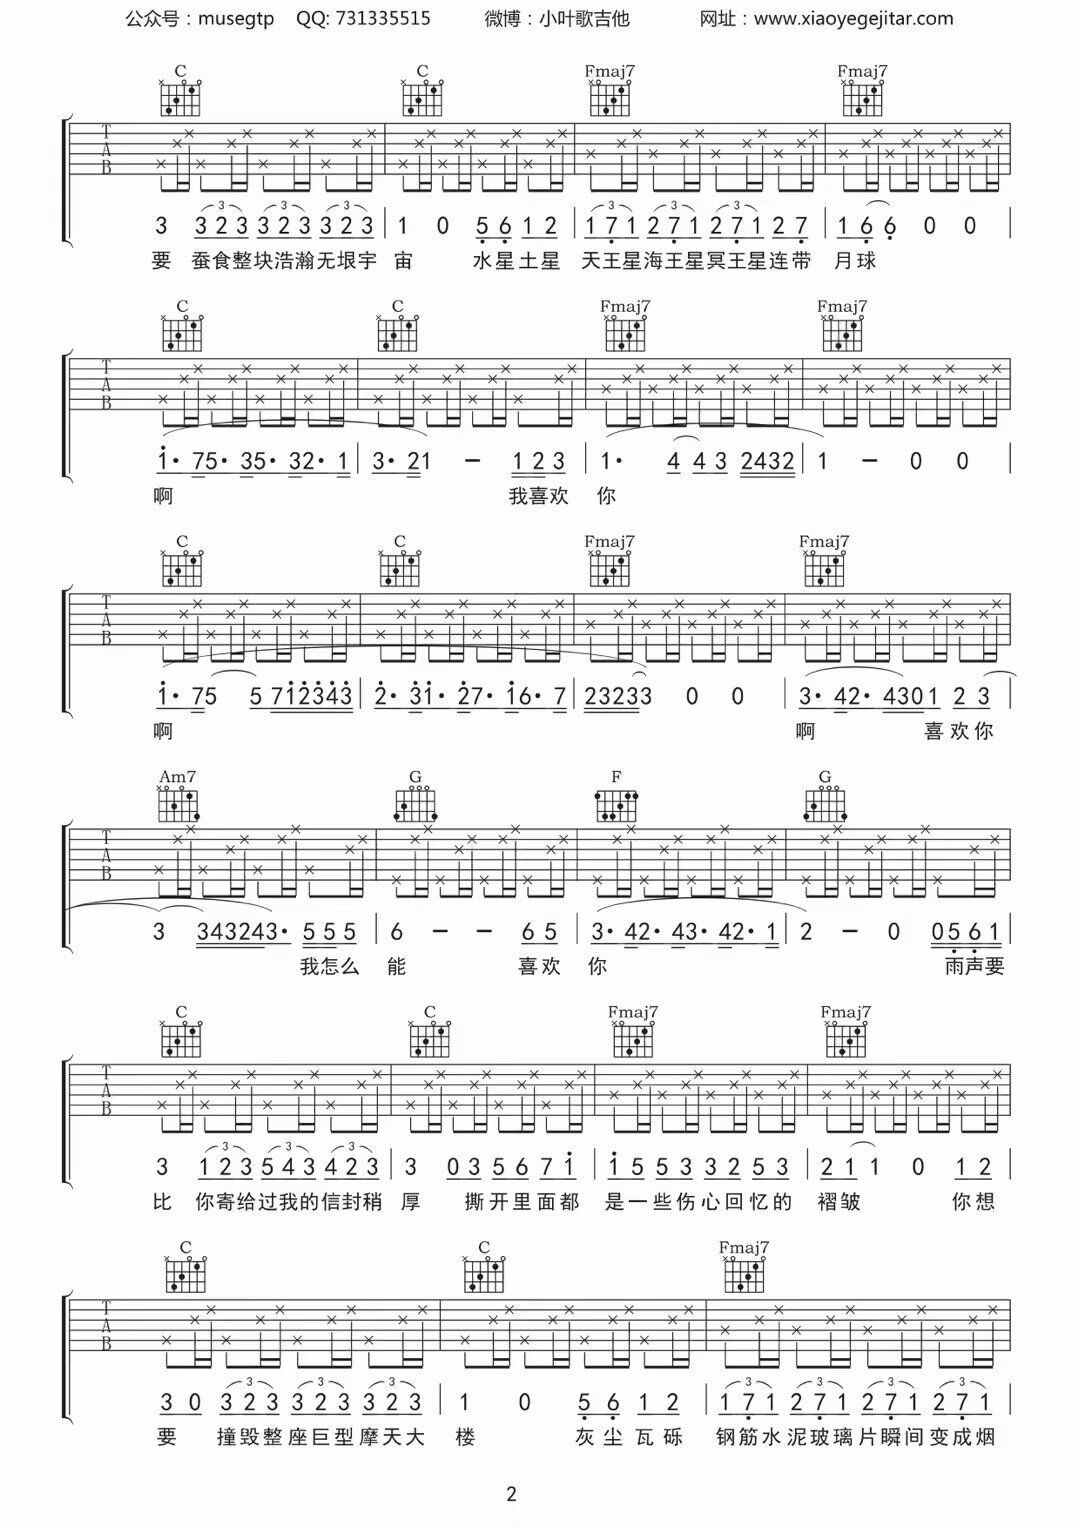 公众号：musegtp QQ: 731335515 微博：小叶歌吉他 网址：www.xiaoyegejitar.com
C C Fmaj7 Fmaj7
T A B
3 3 2 3 3 2 3 3 2 3 | 1 0 5 6 1 2 | 1 7 1 2 7 1 2 7 1 2 7 | 1 6 6 0 0
要 蚕食整块浩瀚无垠宇 宙 水星土星 天王星海王星冥王星连带 月球
C C Fmaj7 Fmaj7
T A B
1· 75· 35· 32· 1 | 3· 21 – 1 2 3 | 1· 4 4 3 2432 | 1 – 0 0
啊 我喜欢 你
C C Fmaj7 Fmaj7
T A B
1· 75 5 712343 | 2· 31· 27· 16· 7 | 23233 0 0 | 3· 42· 430 1 2 3
啊 啊 喜欢你
Am7 G F G
T A B
3 343243· 5 5 5 | 6 – – 6 5 | 3· 42· 43· 42· 1 | 2 – 0 0561
我怎么 能 喜欢 你 雨声要
C C Fmaj7 Fmaj7
T A B
3 1 2 3 5 4 3 4 2 3 | 3 0 3 5 6 7 1 | 1 5 5 3 3 2 5 3 | 2 1 1 0 1 2
比 你寄给过我的信封稍 厚 撕开里面都 是一些伤心回忆的 褶皱 你想
C C Fmaj7
T A B
3 0 3 2 3 3 2 3 3 2 3 | 1 0 5 6 1 2 | 1 7 1 2 7 1 2 7 1 2 7 1
要 撞毁整座巨型摩天大 楼 灰尘瓦砾 钢筋水泥玻璃片瞬间变成烟
2